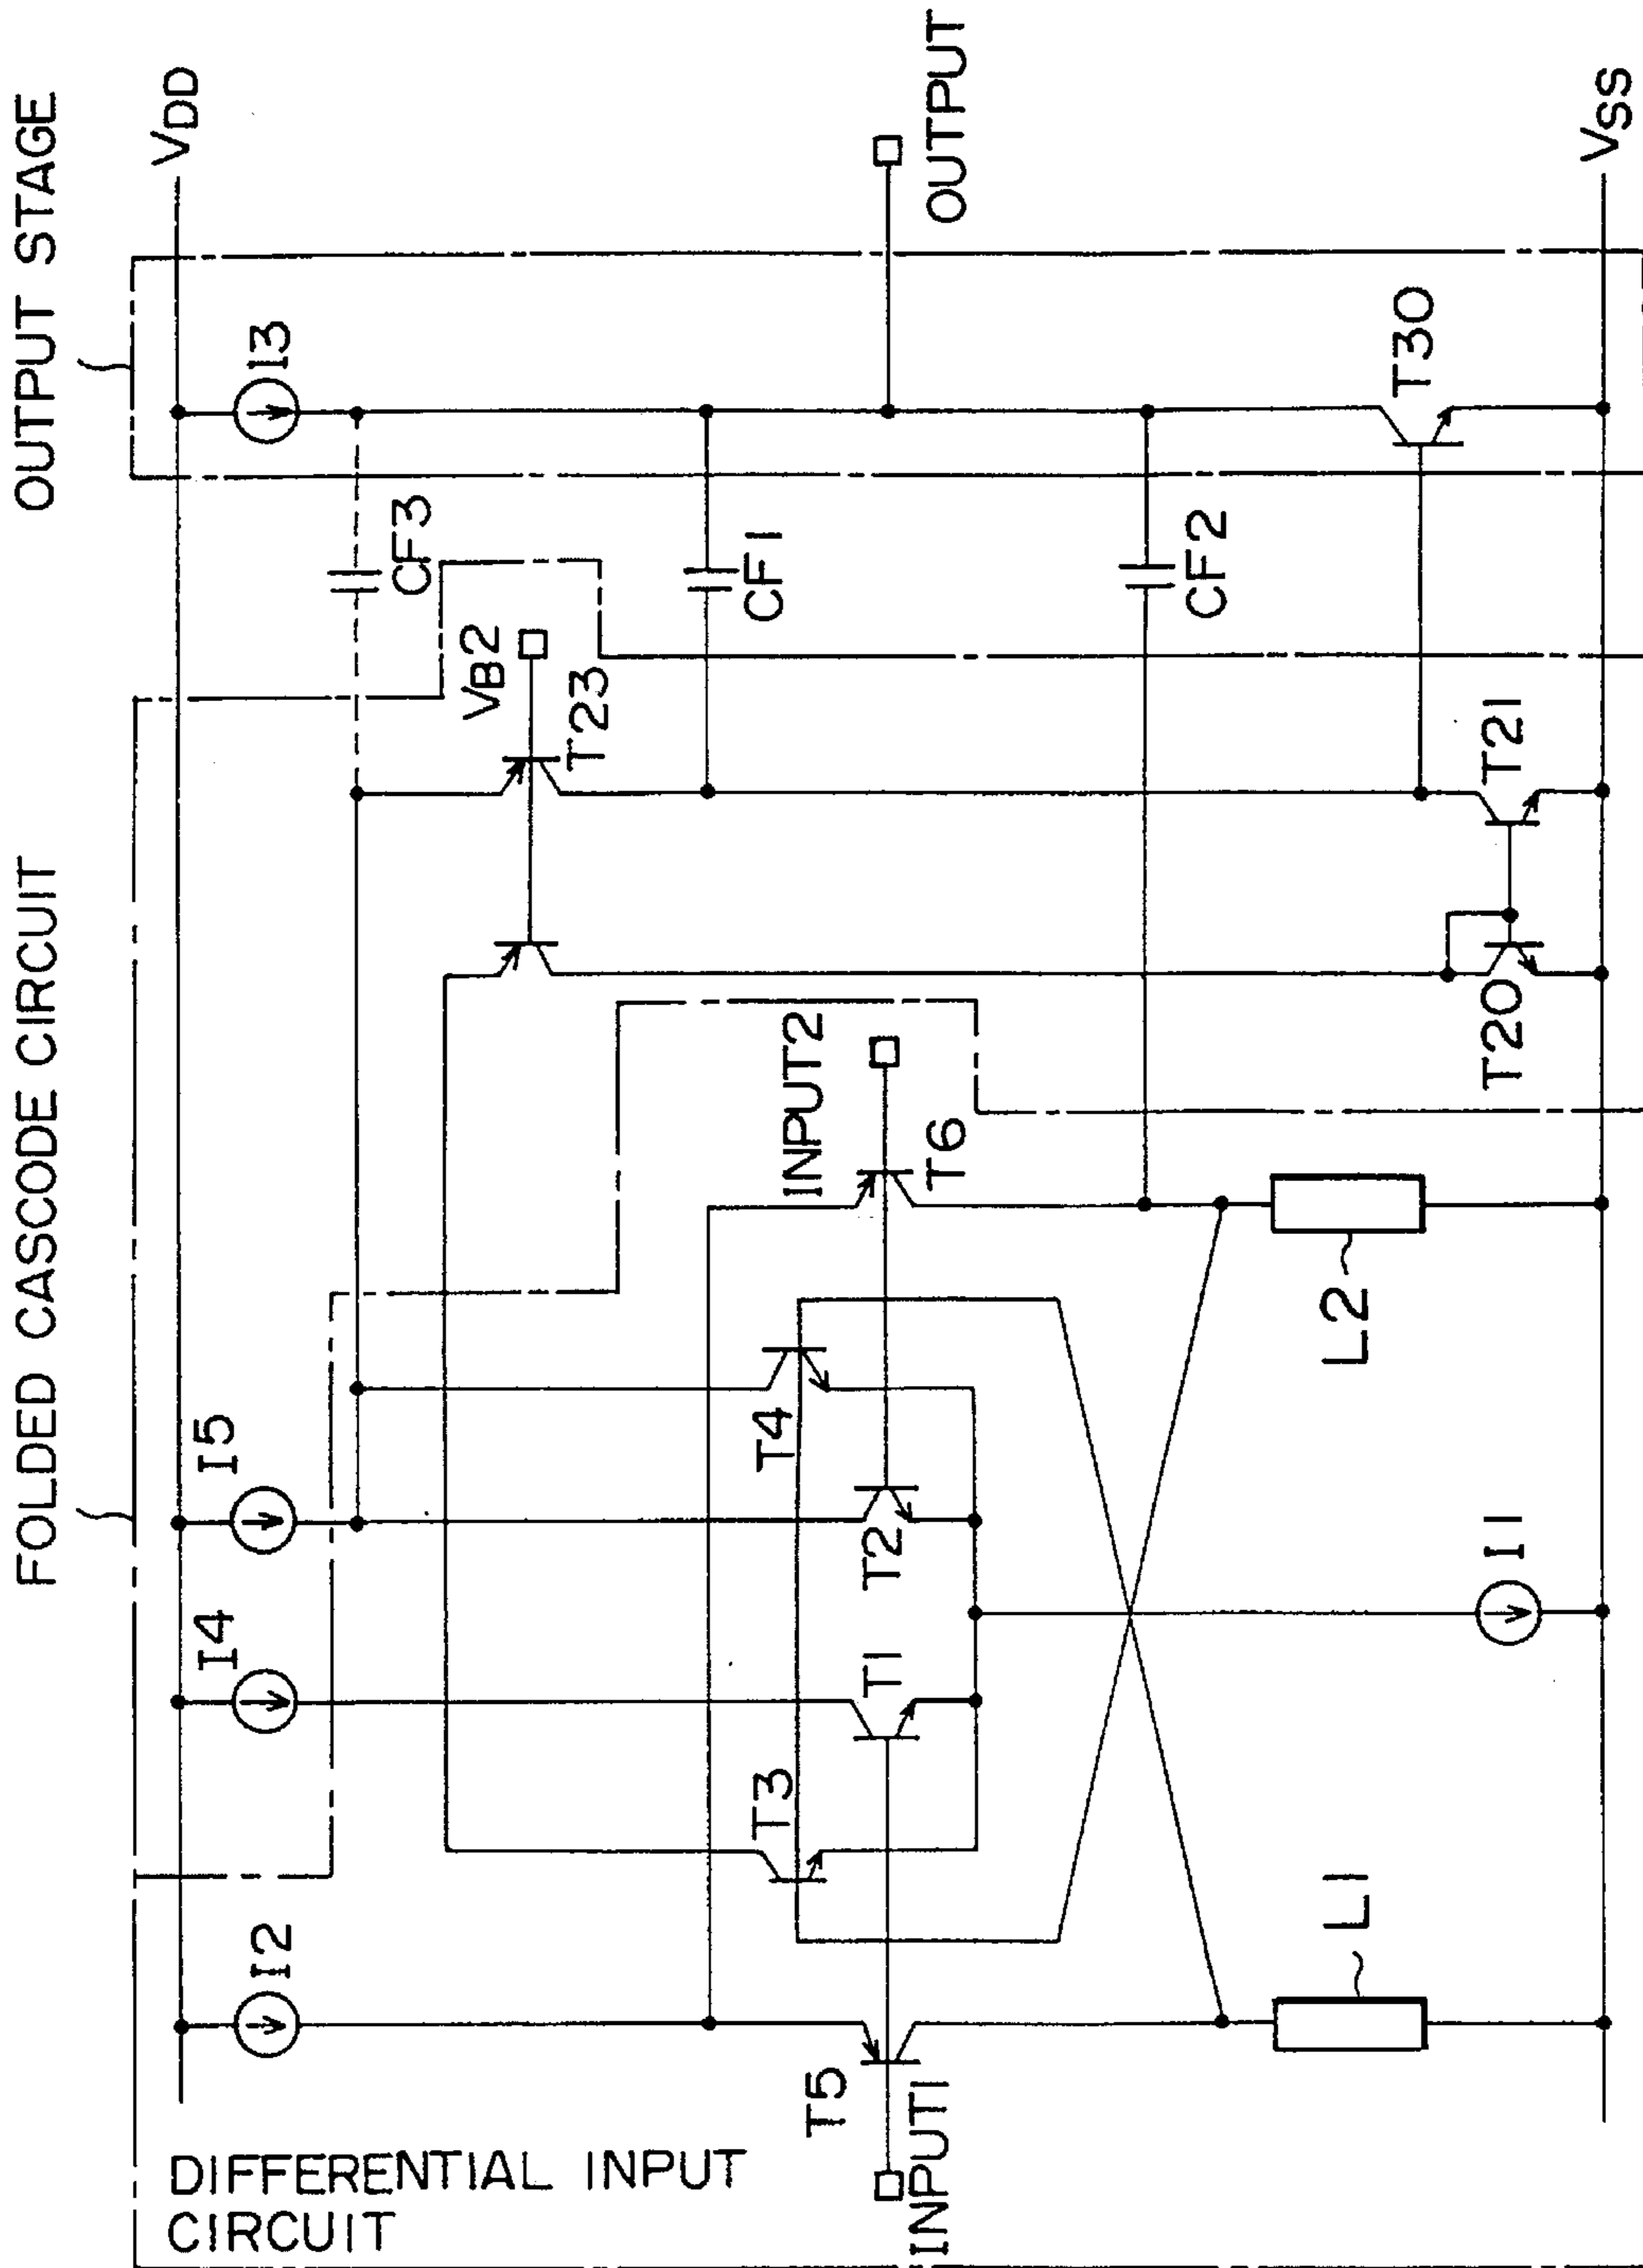 FOLDED CASCODE CIRCUIT
OUTPUT STAGE
DIFFERENTIAL INPUT
CIRCUIT
VDD
I2
I4
I5
I3
CF3
VB2
T23
CF1
T3
T4
T1
T2
T5
INPUT1
INPUT2
T6
OUTPUT
CF2
L1
L2
I1
T20
T21
T30
VSS